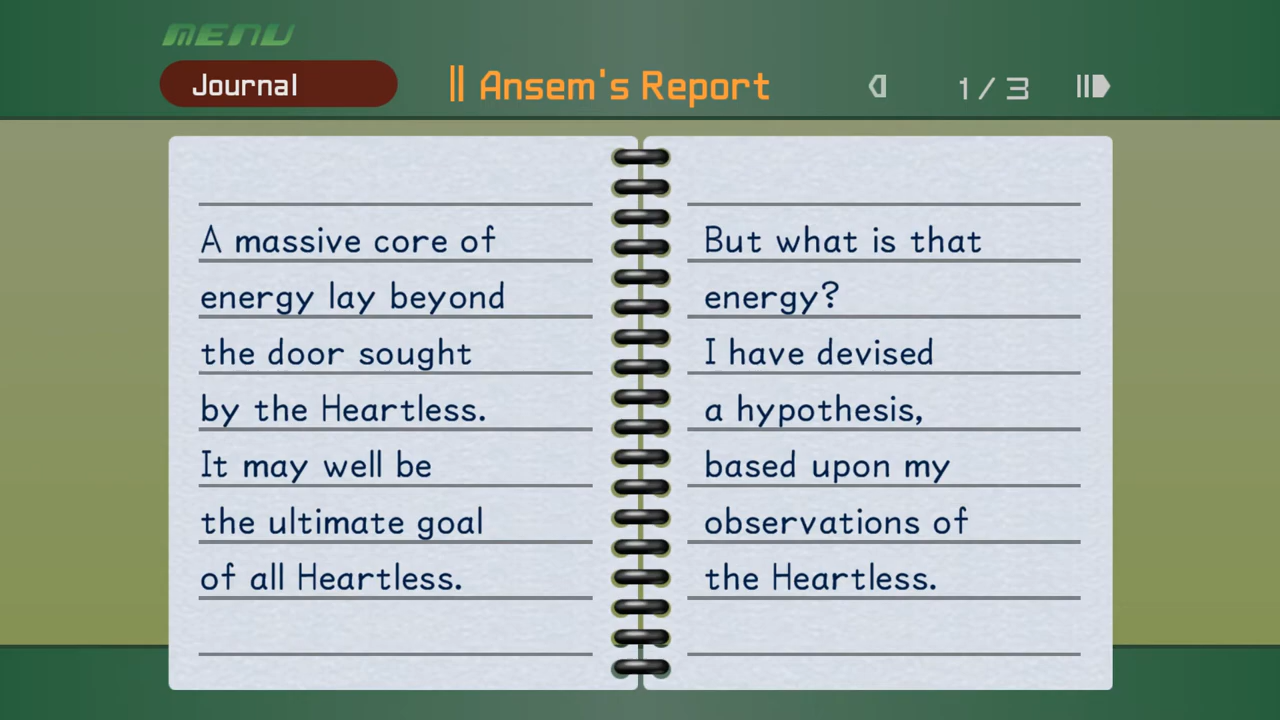 MENU
Journal
Ansem's Report
1/3
A massive core of
energy lay beyond
the door sought
by the Heartless.
It may well be
the ultimate goal
of all Heartless.
But what is that
energy?
I have devised
a hypothesis,
based upon my
observations of
the Heartless.